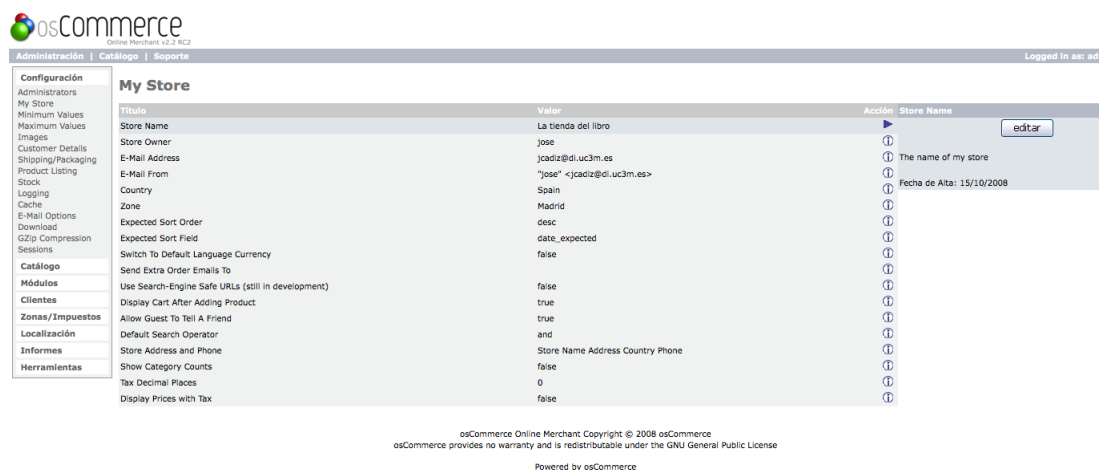 osCommerce
Online Merchant v2.2 RC2
Administración | Catálogo | Soporte
Logged in as: ad
Configuración
Administrators
My Store
Minimum Values
Maximum Values
Images
Customer Details
Shipping/Packaging
Product Listing
Stock
Logging
Cache
E-Mail Options
Download
GZip Compression
Sessions
Catálogo
Módulos
Clientes
Zonas/Impuestos
Localización
Informes
Herramientas
My Store
Título Valor Acción
Store Name La tienda del libro
Store Owner jose
E-Mail Address jcadiz@di.uc3m.es
E-Mail From "jose" <jcadiz@di.uc3m.es>
Country Spain
Zone Madrid
Expected Sort Order desc
Expected Sort Field date_expected
Switch To Default Language Currency false
Send Extra Order Emails To
Use Search-Engine Safe URLs (still in development) false
Display Cart After Adding Product true
Allow Guest To Tell A Friend true
Default Search Operator and
Store Address and Phone Store Name Address Country Phone
Show Category Counts false
Tax Decimal Places 0
Display Prices with Tax false
Store Name
editar
The name of my store
Fecha de Alta: 15/10/2008
osCommerce Online Merchant Copyright © 2008 osCommerce
osCommerce provides no warranty and is redistributable under the GNU General Public License
Powered by osCommerce